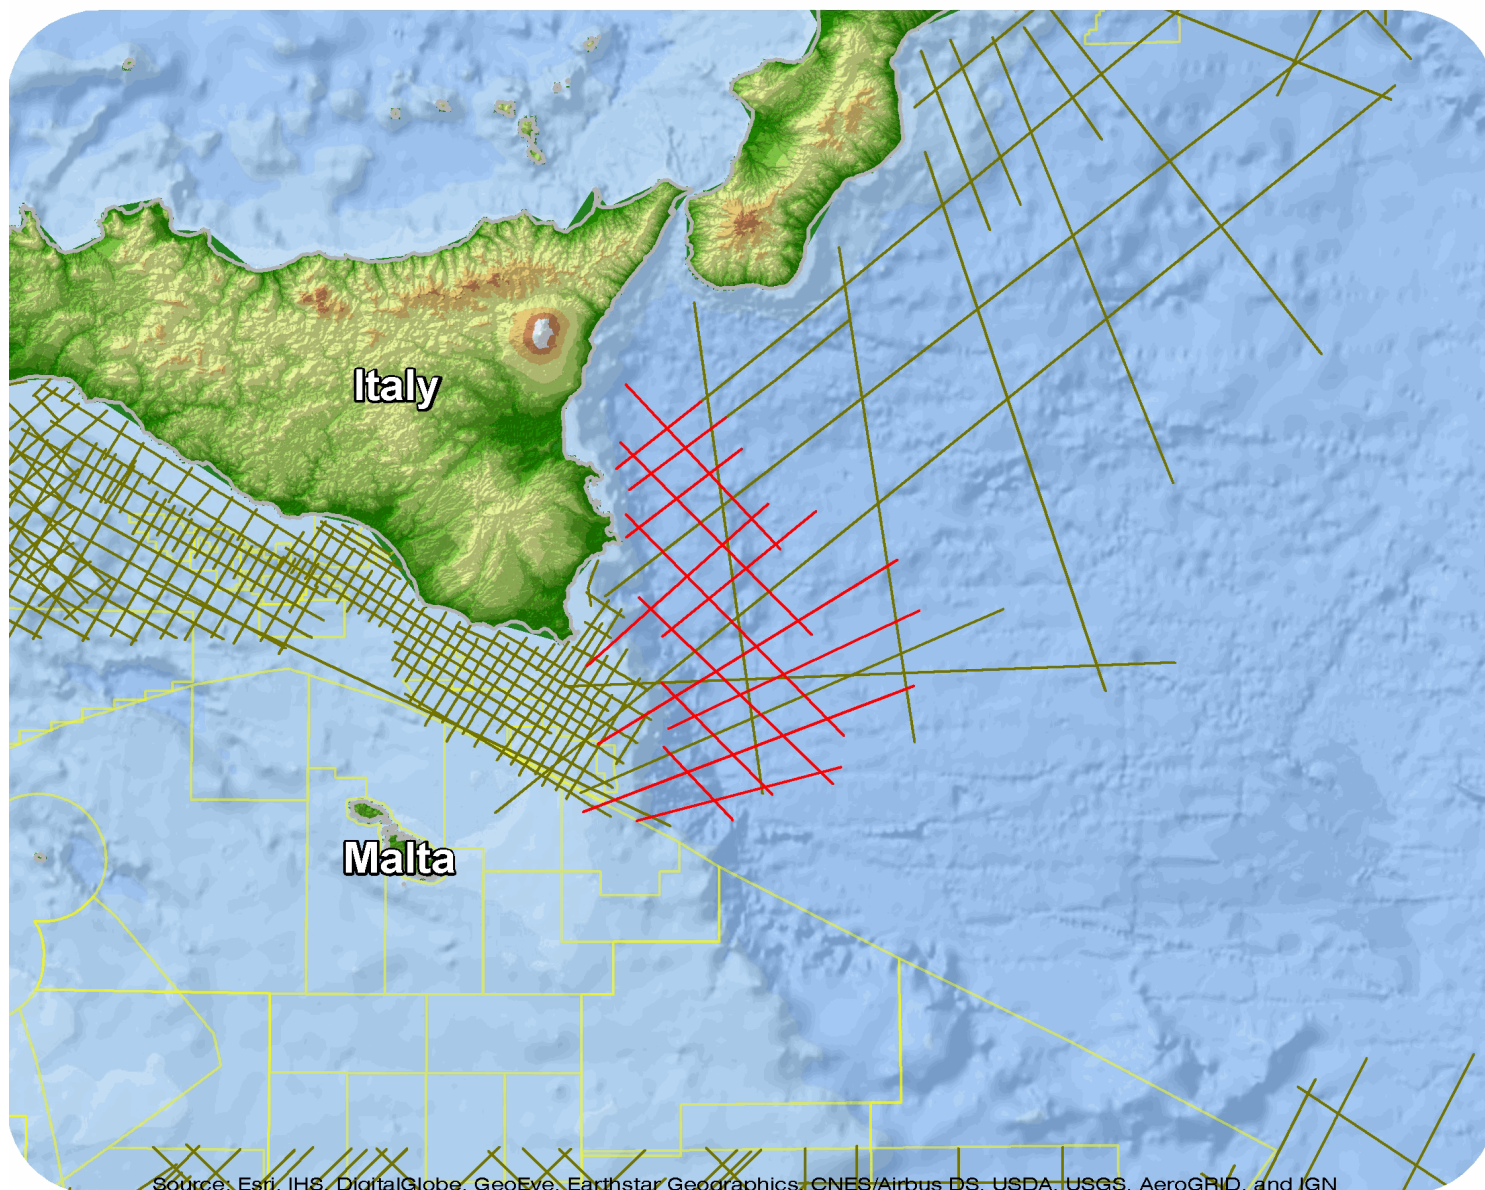 Italy
Malta
Source: Esri, IHS, DigitalGlobe, GeoEye, Earthstar Geographics, CNES/Airbus DS, USDA, USGS, AeroGRID, and IGN